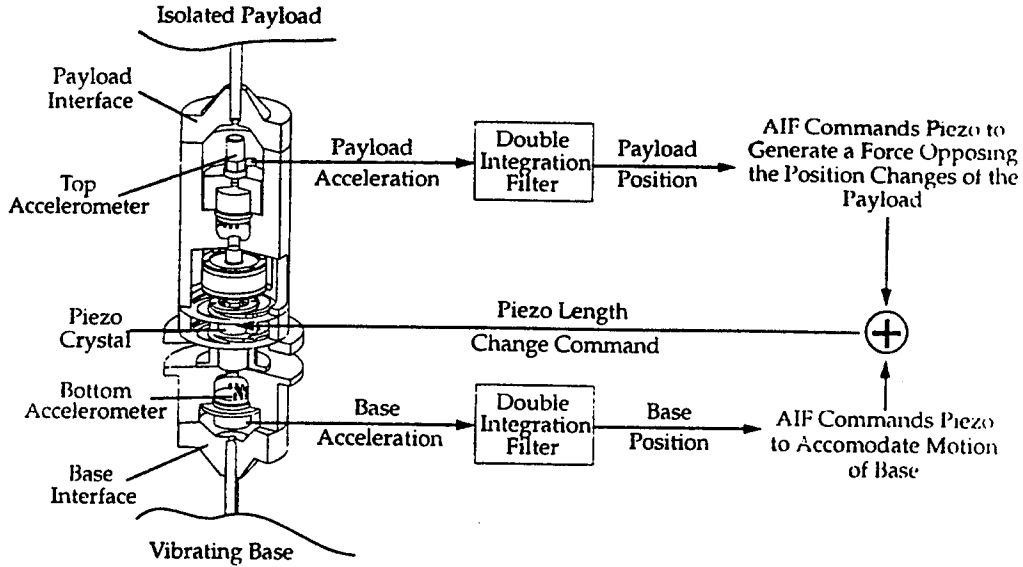 Isolated Payload
Payload
Interface
Top
Accelerometer
Payload
Acceleration
Double
Integration
Filter
Payload
Position
AIF Commands Piezo to
Generate a Force Opposing
the Position Changes of the
Payload
Piezo
Crystal
Piezo Length
Change Command
+
Bottom
Accelerometer
Base
Acceleration
Double
Integration
Filter
Base
Position
AIF Commands Piezo
to Accomodate Motion
of Base
Base
Interface
Vibrating Base